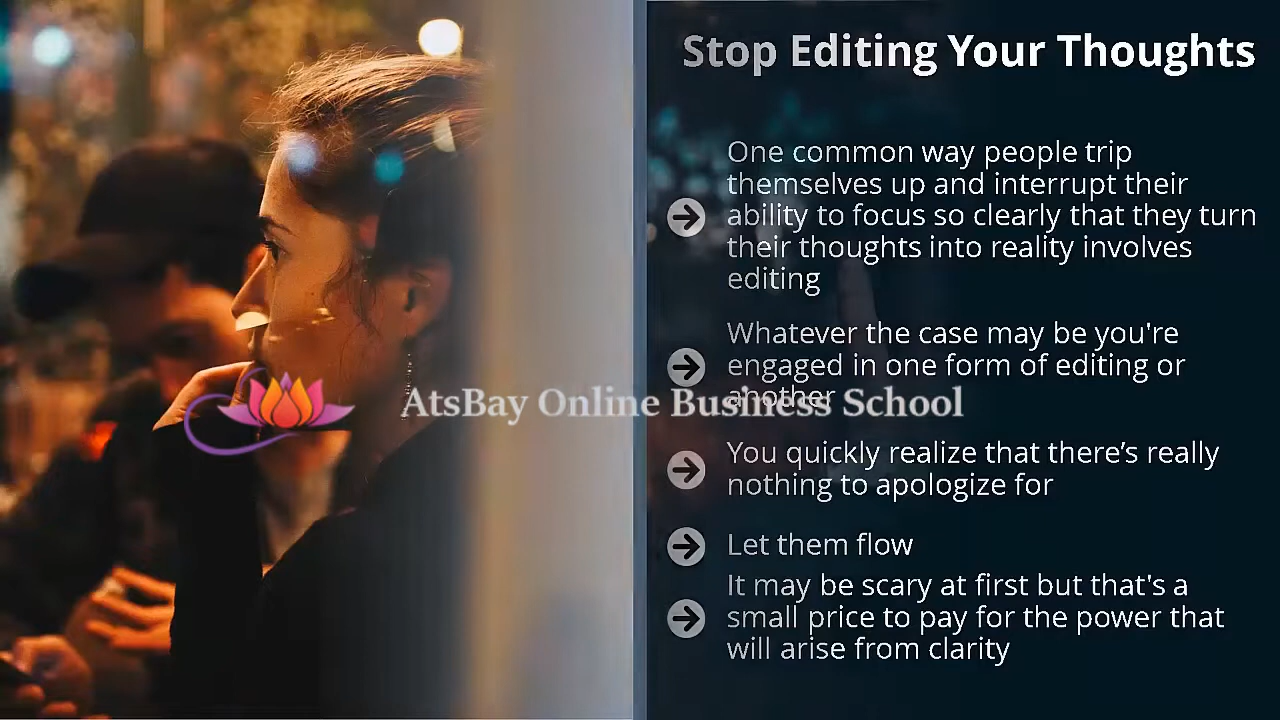 Stop Editing Your Thoughts
One common way people trip
themselves up and interrupt their
ability to focus so clearly that they turn
their thoughts into reality involves
editing
Whatever the case may be you're
engaged in one form of editing or
another
AtsBay Online Business School
You quickly realize that there’s really
nothing to apologize for
Let them flow
It may be scary at first but that's a
small price to pay for the power that
will arise from clarity